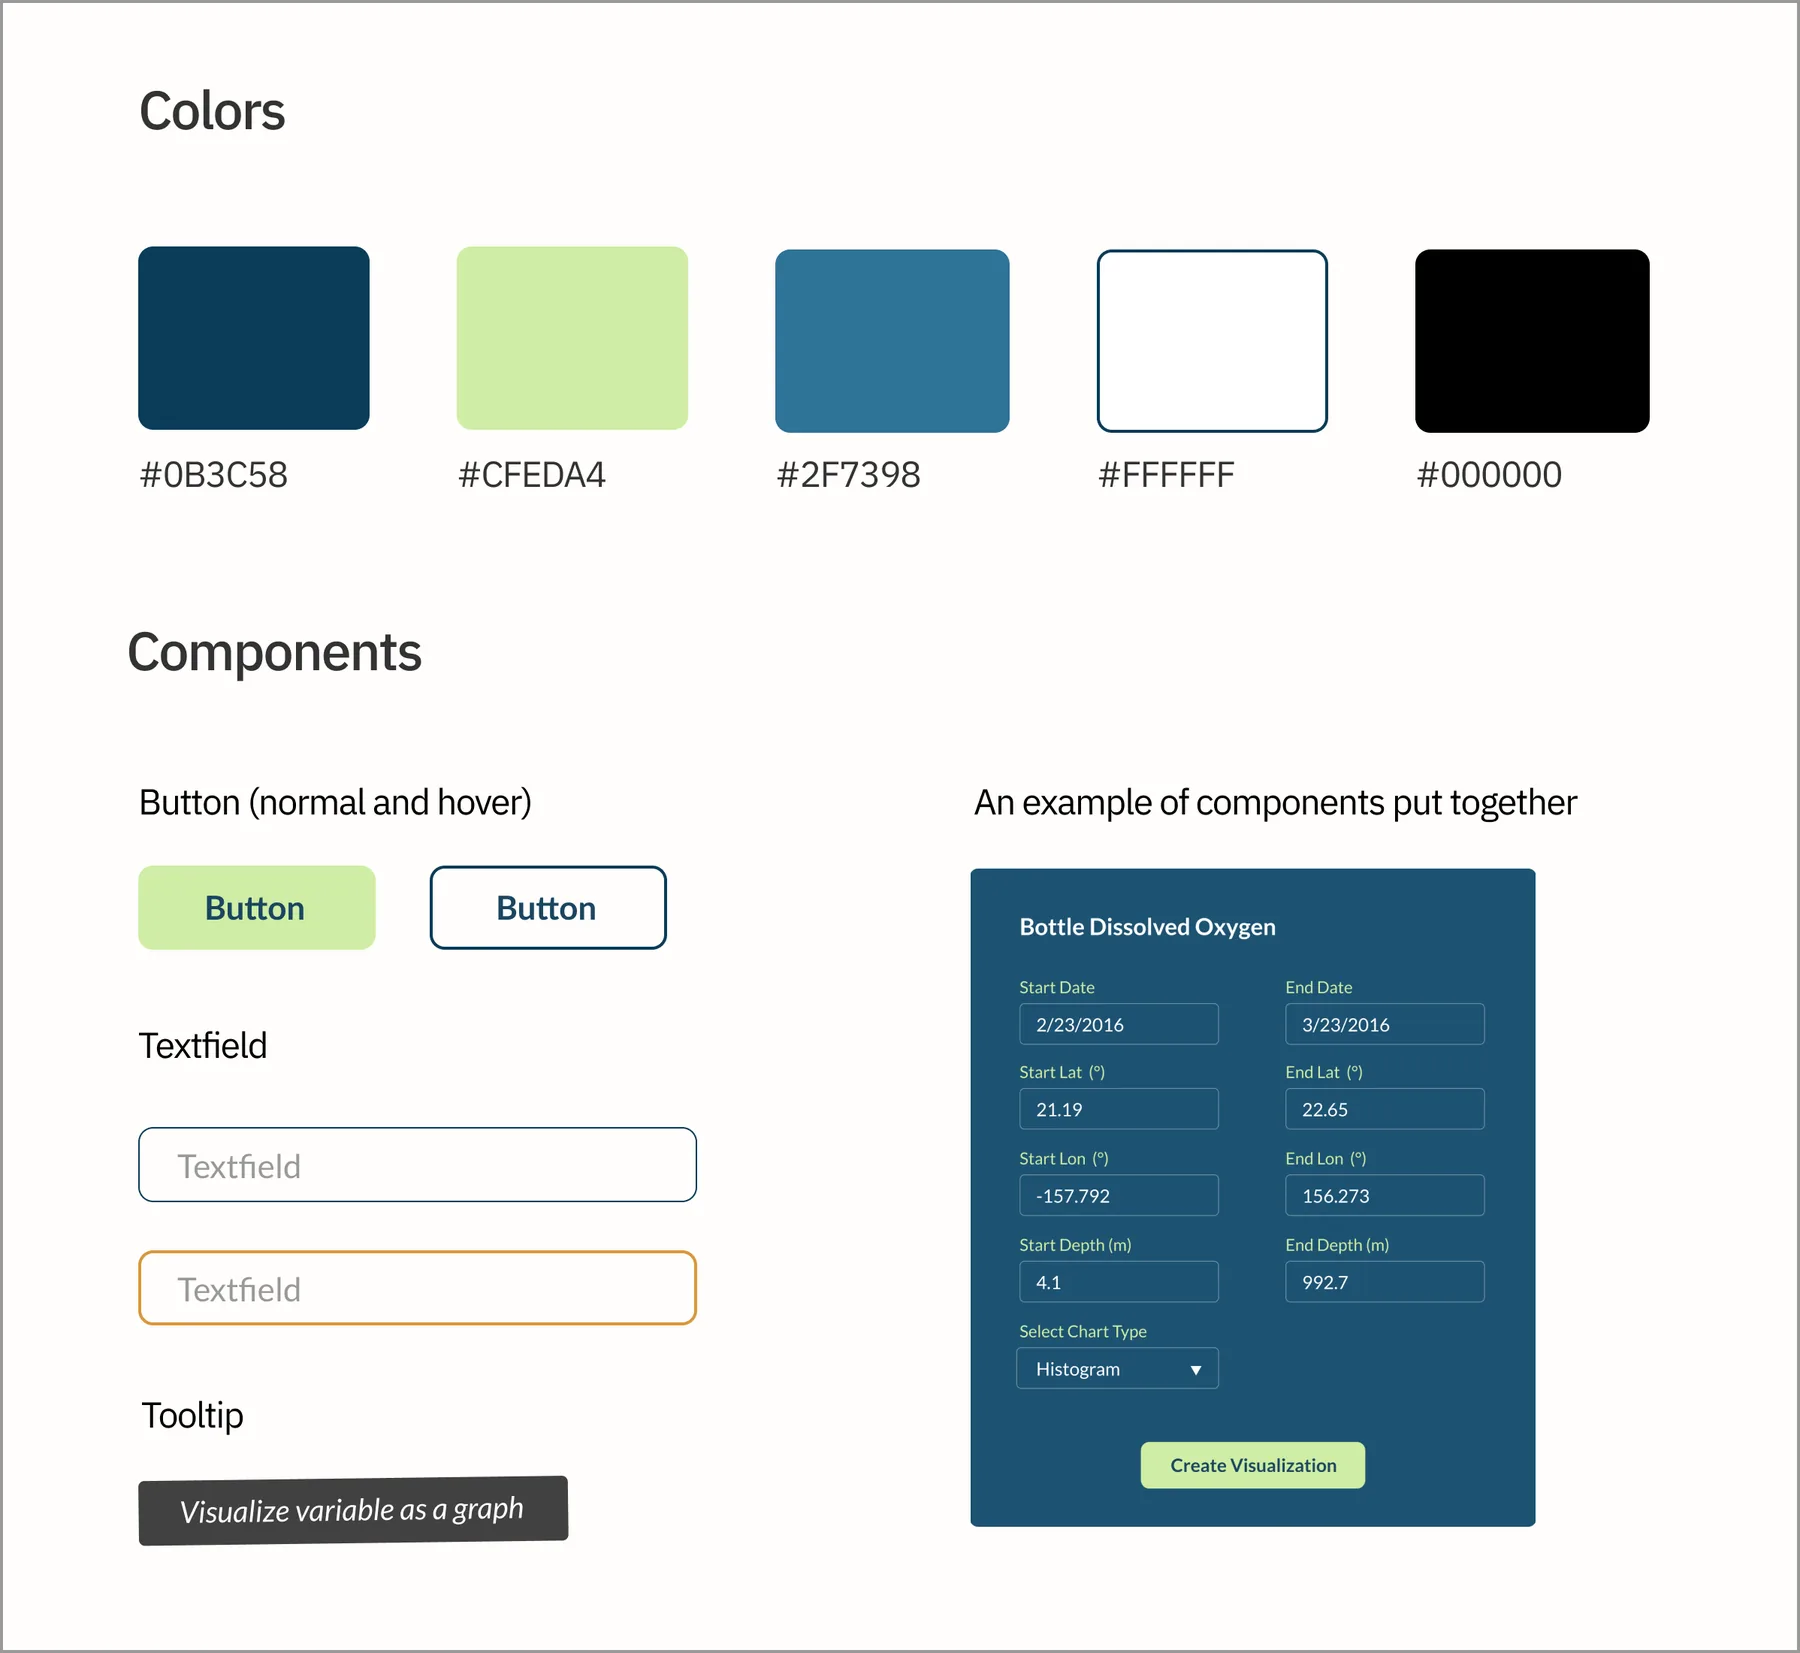 Colors
#0B3C58
#CFEDA4
#2F7398
#FFFFFF
#000000
Components
Button (normal and hover)
Button
Button
Textfield
Textfield
Textfield
Tooltip
Visualize variable as a graph
An example of components put together
Bottle Dissolved Oxygen
Start Date
End Date
2/23/2016
3/23/2016
Start Lat (°)
End Lat (°)
21.19
22.65
Start Lon (°)
End Lon (°)
-157.792
156.273
Start Depth (m)
End Depth (m)
4.1
992.7
Select Chart Type
Histogram
Create Visualization